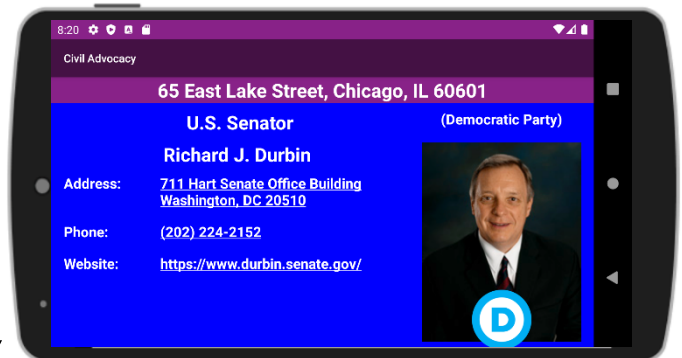 8:20
Civil Advocacy
65 East Lake Street, Chicago, IL 60601
U.S. Senator
(Democratic Party)
Richard J. Durbin
Address: 711 Hart Senate Office Building
Washington, DC 20510
Phone: (202) 224-2152
Website: https://www.durbin.senate.gov/
D